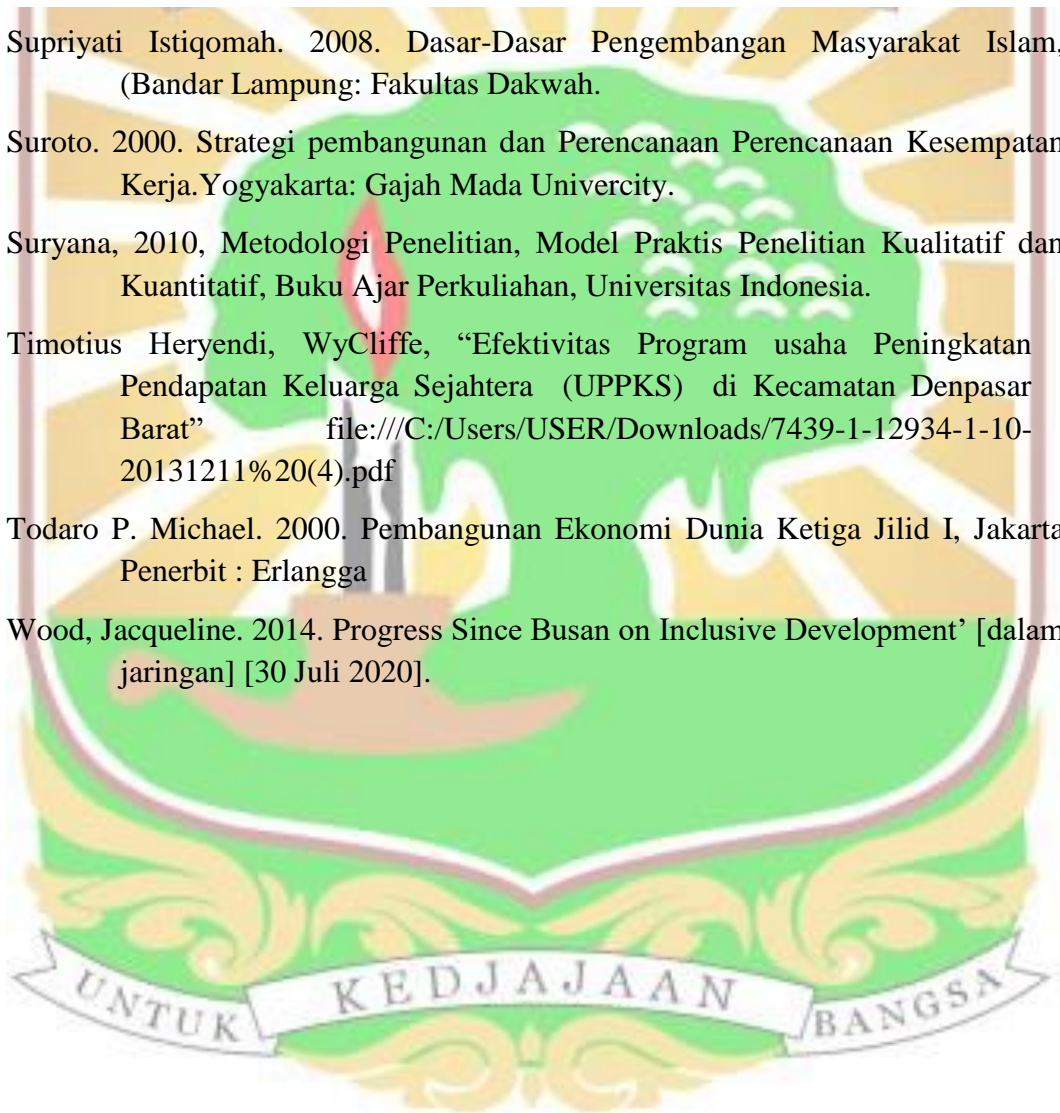 Supriyati Istiqomah. 2008. Dasar-Dasar Pengembangan Masyarakat Islam,
(Bandar Lampung: Fakultas Dakwah.
Suroto. 2000. Strategi pembangunan dan Perencanaan Perencanaan Kesempatan
Kerja.Yogyakarta: Gajah Mada Univercity.
Suryana, 2010, Metodologi Penelitian, Model Praktis Penelitian Kualitatif dan
Kuantitatif, Buku Ajar Perkuliahan, Universitas Indonesia.
Timotius Heryendi, WyCliffe, “Efektivitas Program usaha Peningkatan
Pendapatan Keluarga Sejahtera (UPPKS) di Kecamatan Denpasar
Barat” file:///C:/Users/USER/Downloads/7439-1-12934-1-10-
20131211%20(4).pdf
Todaro P. Michael. 2000. Pembangunan Ekonomi Dunia Ketiga Jilid I, Jakarta
Penerbit : Erlangga
Wood, Jacqueline. 2014. Progress Since Busan on Inclusive Development’ [dalam
jaringan] [30 Juli 2020].
UNTUK KEDJAJAAN BANGSA